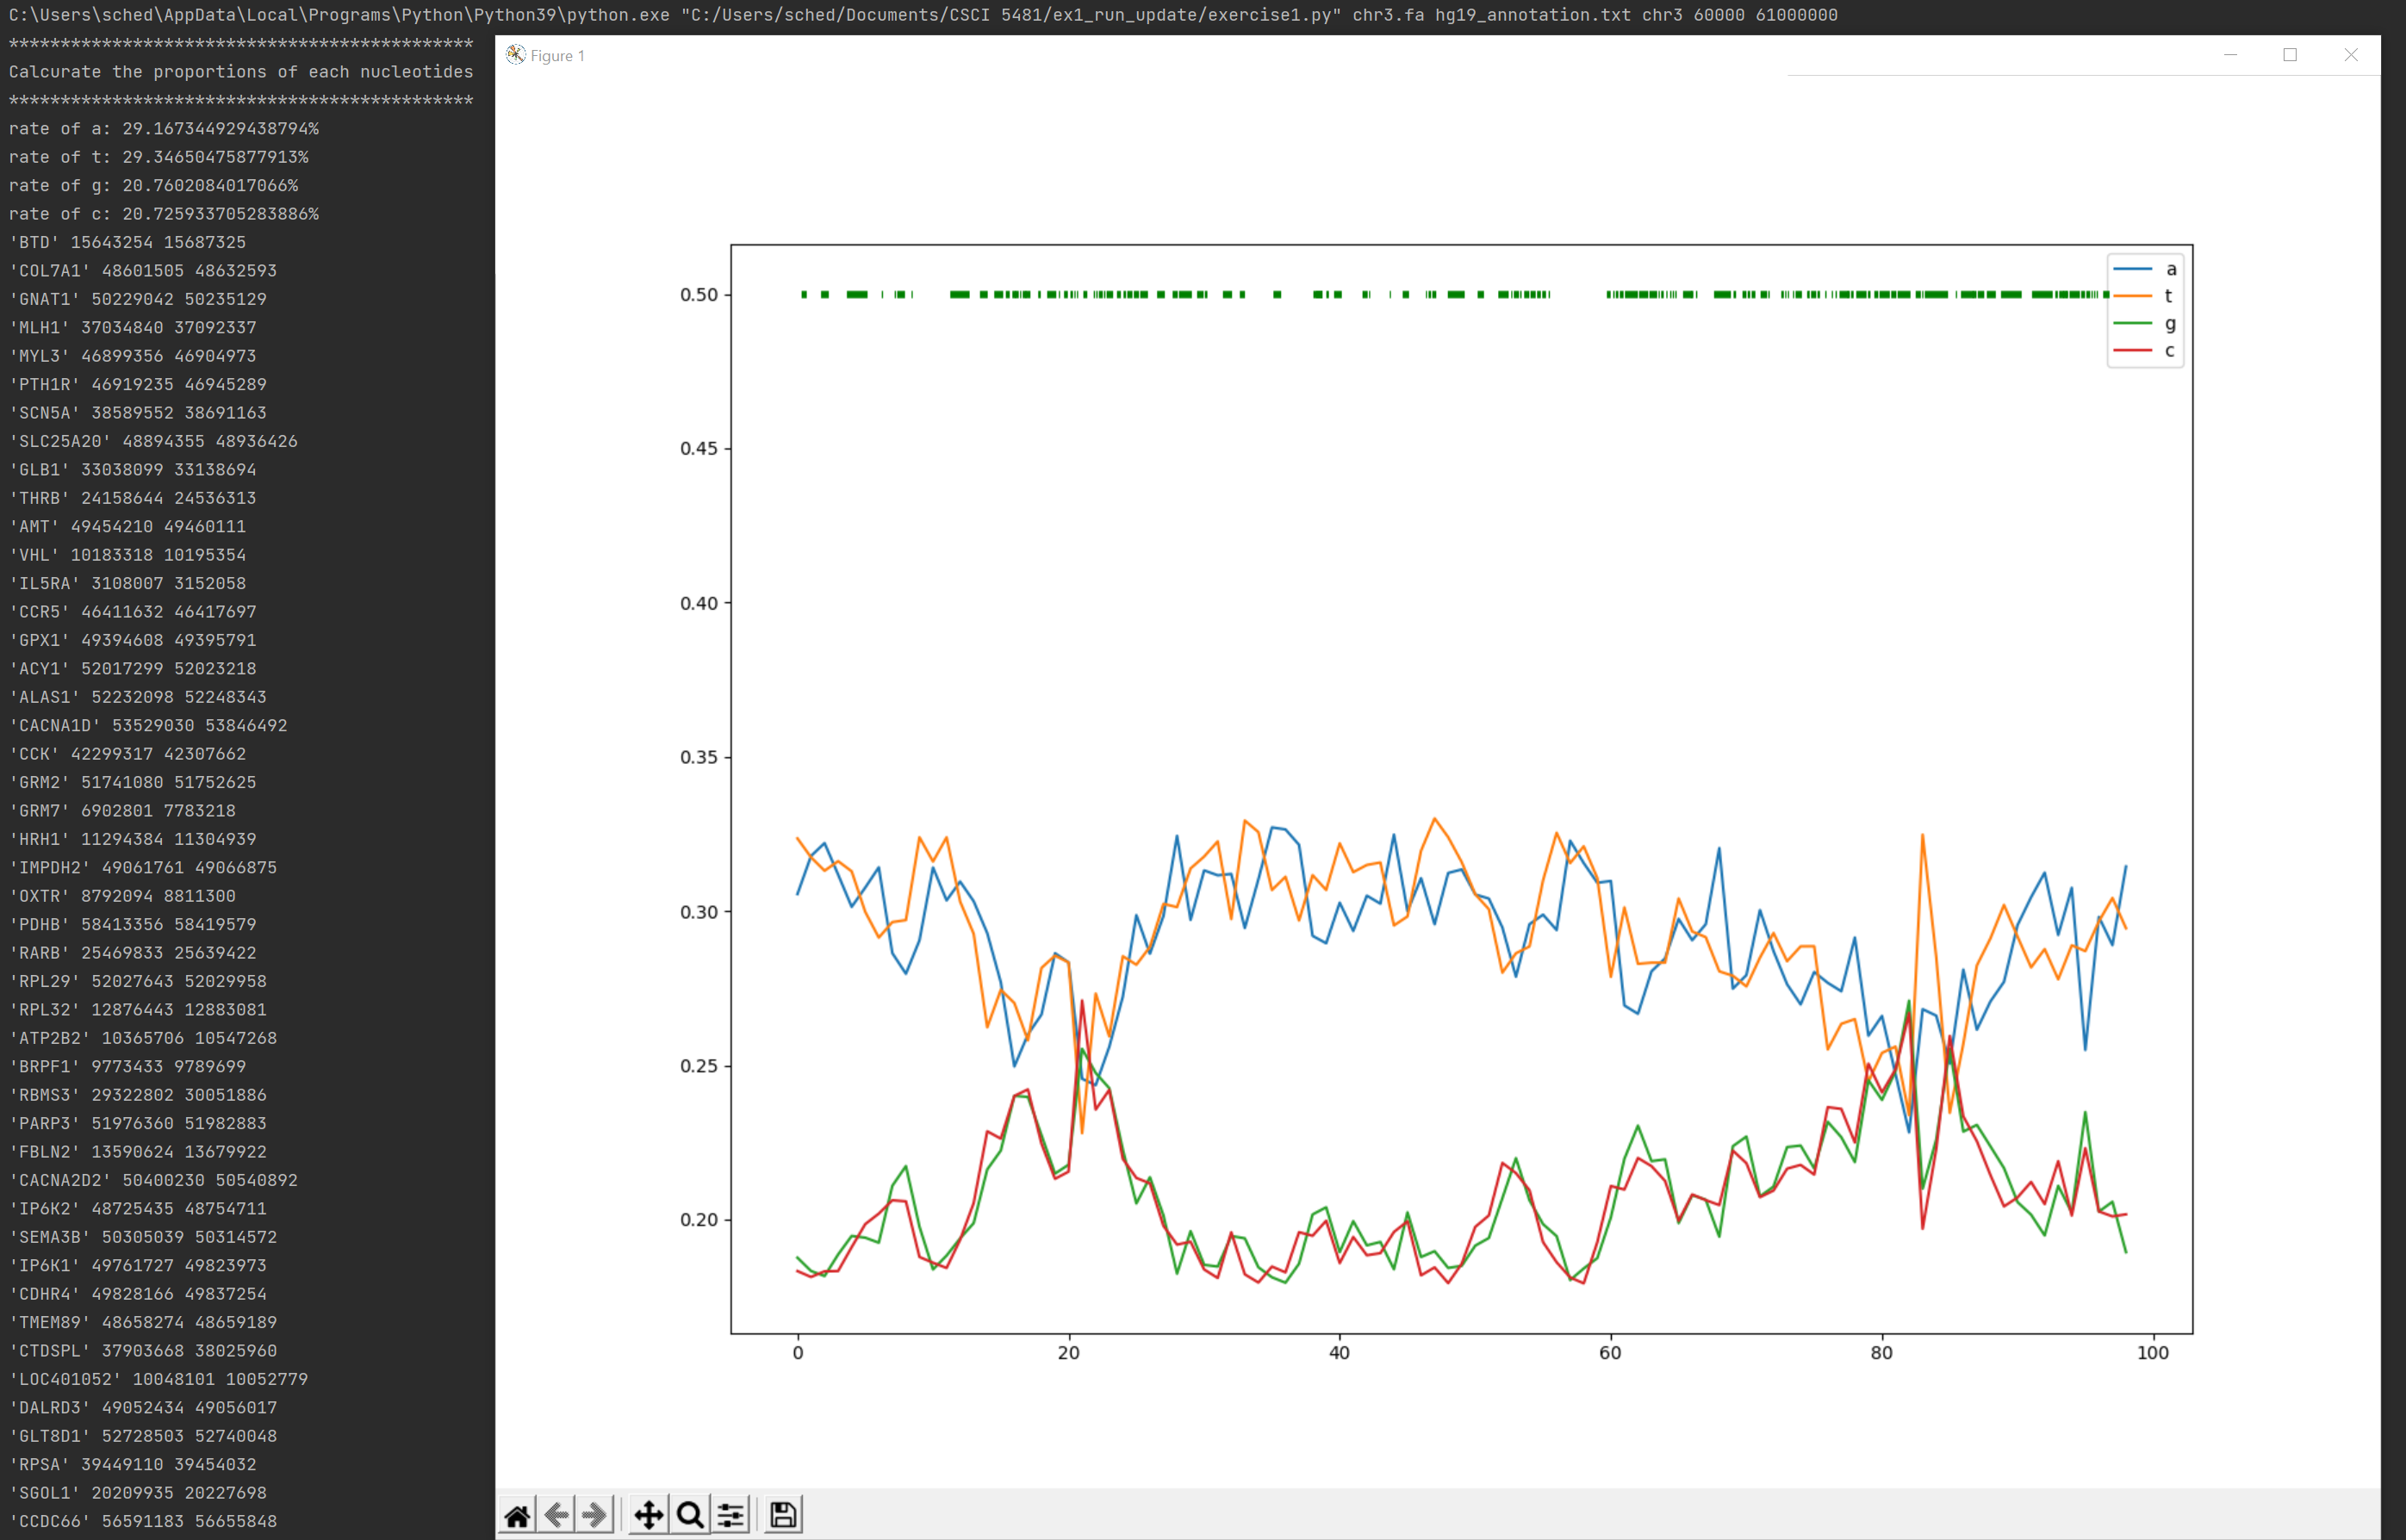 C:\Users\sched\AppData\Local\Programs\Python\Python39\python.exe "C:/Users/sched/Documents/CSCI 5481/ex1_run_update/exercise1.py" chr3.fa hg19_annotation.txt chr3 60000 61000000
*********************************************
Calcurate the proportions of each nucleotides
*********************************************
rate of a: 29.167344929438794%
rate of t: 29.34650475877913%
rate of g: 20.7602084017066%
rate of c: 20.725933705283886%
'BTD' 15643254 15687325
'COL7A1' 48601505 48632593
'GNAT1' 50229042 50235129
'MLH1' 37034840 37092337
'MYL3' 46899356 46904973
'PTH1R' 46919235 46945289
'SCN5A' 38589552 38691163
'SLC25A20' 48894355 48936426
'GLB1' 33038099 33138694
'THRB' 24158644 24536313
'AMT' 49454210 49460111
'VHL' 10183318 10195354
'IL5RA' 3108007 3152058
'CCR5' 46411632 46417697
'GPX1' 49394608 49395791
'ACY1' 52017299 52023218
'ALAS1' 52232098 52248343
'CACNA1D' 53529030 53846492
'CCK' 42299317 42307662
'GRM2' 51741080 51752625
'GRM7' 6902801 7783218
'HRH1' 11294384 11304939
'IMPDH2' 49061761 49066875
'OXTR' 8792094 8811300
'PDHB' 58413356 58419579
'RARB' 25469833 25639422
'RPL29' 52027643 52029958
'RPL32' 12876443 12883081
'ATP2B2' 10365706 10547268
'BRPF1' 9773433 9789699
'RBMS3' 29322802 30051886
'PARP3' 51976360 51982883
'FBLN2' 13590624 13679922
'CACNA2D2' 50400230 50540892
'IP6K2' 48725435 48754711
'SEMA3B' 50305039 50314572
'IP6K1' 49761727 49823973
'CDHR4' 49828166 49837254
'TMEM89' 48658274 48659189
'CTDSPL' 37903668 38025960
'LOC401052' 10048101 10052779
'DALRD3' 49052434 49056017
'GLT8D1' 52728503 52740048
'RPSA' 39449110 39454032
'SGOL1' 20209935 20227698
'CCDC66' 56591183 56655848
Figure 1
0.50
0.45
0.40
0.35
0.30
0.25
0.20
0 20 40 60 80 100
a
t
g
c